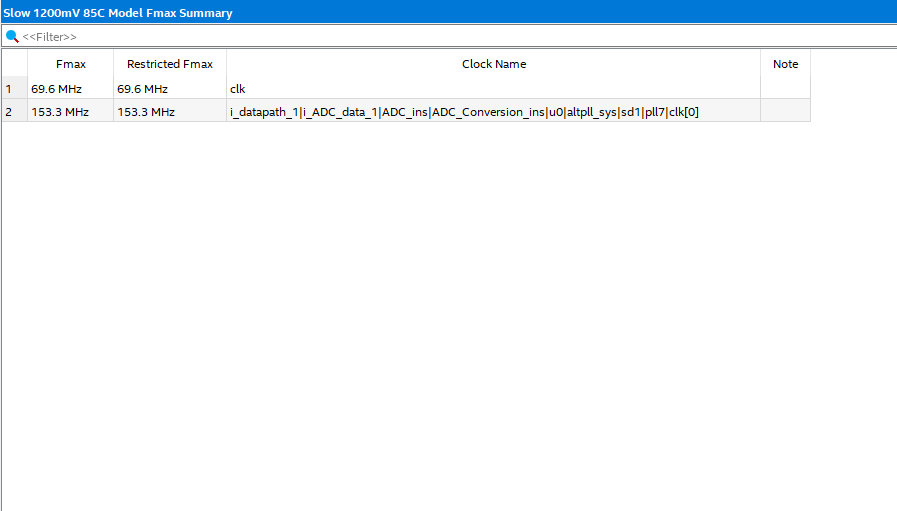 Slow 1200mV 85C Model Fmax Summary
<<Filter>>
Fmax Restricted Fmax Clock Name Note
1 69.6 MHz 69.6 MHz clk
2 153.3 MHz 153.3 MHz i_datapath_1|i_ADC_data_1|ADC_ins|ADC_Conversion_ins|u0|altpll_sys|sd1|pll7|clk[0]